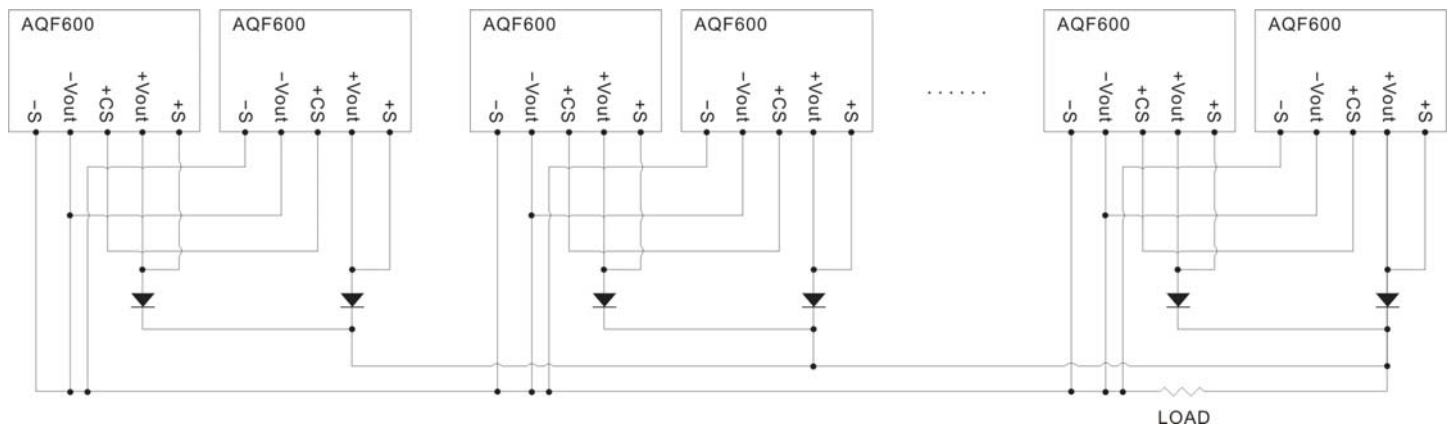 AQF600 AQF600 AQF600 AQF600 AQF600 AQF600
-S -Vout +CS +Vout +S -S -Vout +CS +Vout +S -S -Vout +CS +Vout +S -S -Vout +CS +Vout +S -S -Vout +CS +Vout +S -S -Vout +CS +Vout +S
......
LOAD